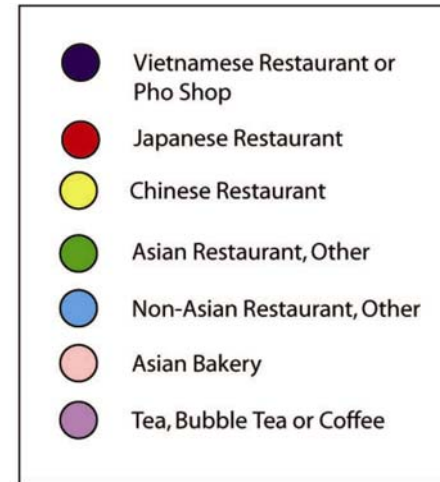 Vietnamese Restaurant or
Pho Shop
Japanese Restaurant
Chinese Restaurant
Asian Restaurant, Other
Non-Asian Restaurant, Other
Asian Bakery
Tea, Bubble Tea or Coffee